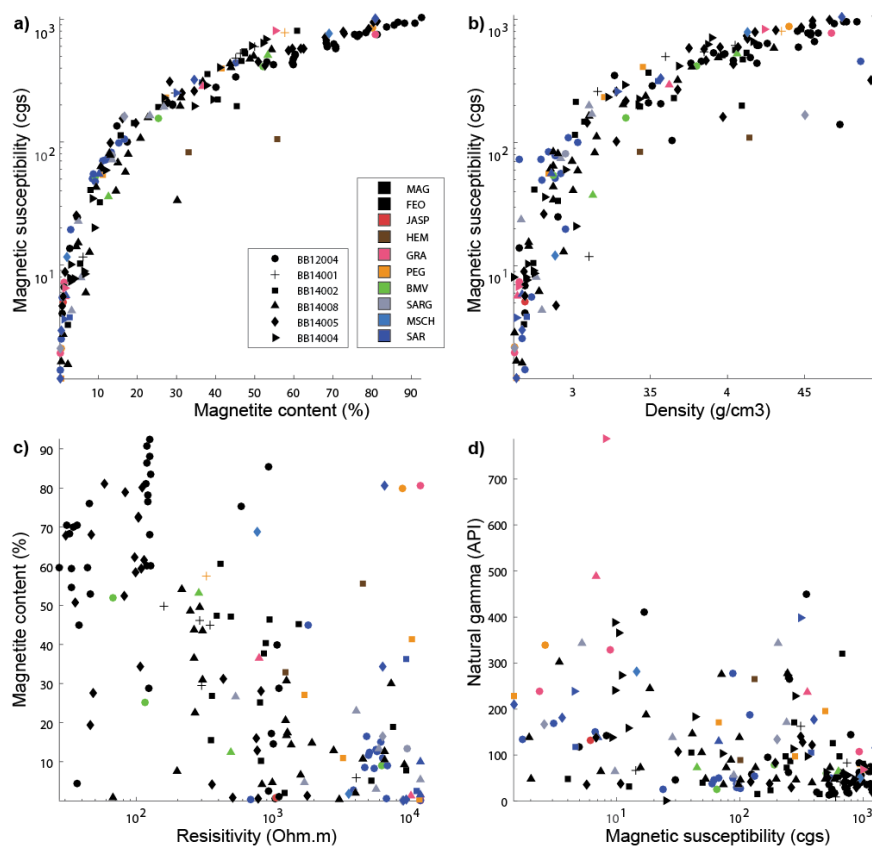 a)
Magnetic susceptibility (cgs)
10³
10²
10¹
10 20 30 40 50 60 70 80 90
Magnetite content (%)
BB12004
BB14001
BB14002
BB14008
BB14005
BB14004
MAG
FEO
JASP
HEM
GRA
PEG
BMV
SARG
MSCH
SAR
b)
Magnetic susceptibility (cgs)
10³
10²
10¹
3 35 4 45
Density (g/cm3)
c)
Magnetite content (%)
90
80
70
60
50
40
30
20
10
10² 10³ 10⁴
Resisitivity (Ohm.m)
d)
Natural gamma (API)
700
600
500
400
300
200
100
0
10¹ 10² 10³
Magnetic susceptibility (cgs)